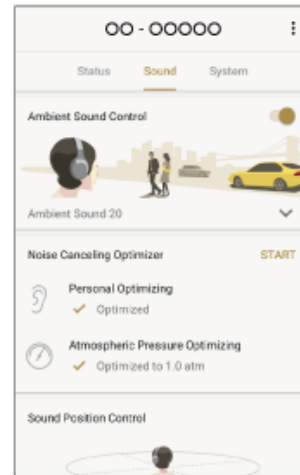 OO - OOOOO
Status Sound System
Ambient Sound Control
Ambient Sound 20
Noise Canceling Optimizer START
Personal Optimizing
Optimized
Atmospheric Pressure Optimizing
Optimized to 1.0 atm
Sound Position Control